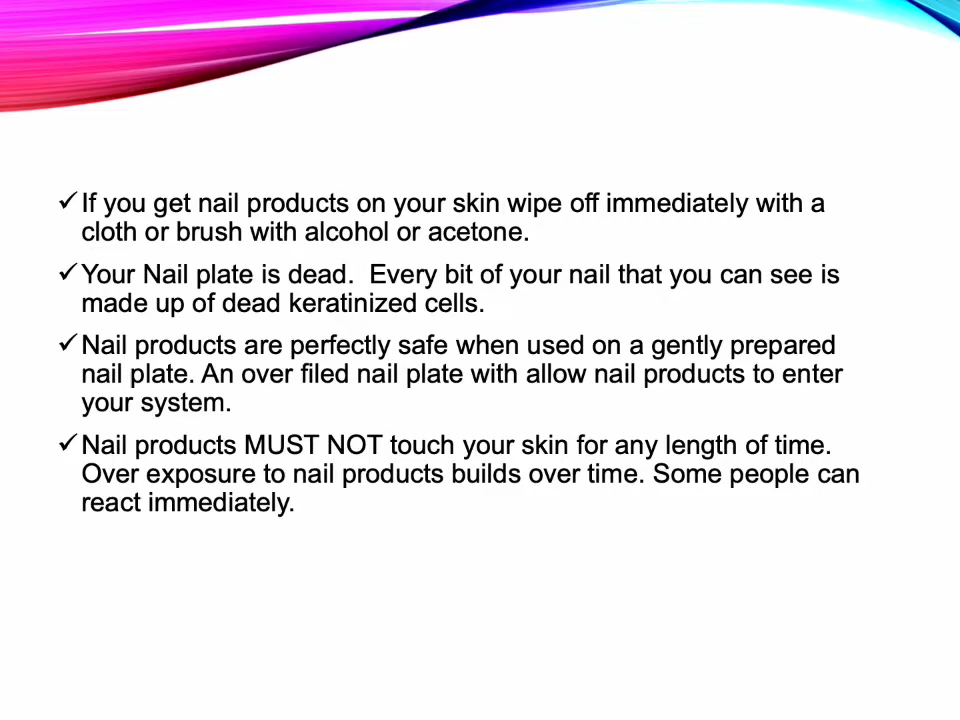 ✓If you get nail products on your skin wipe off immediately with a
cloth or brush with alcohol or acetone.
✓Your Nail plate is dead.  Every bit of your nail that you can see is
made up of dead keratinized cells.
✓Nail products are perfectly safe when used on a gently prepared
nail plate. An over filed nail plate with allow nail products to enter
your system.
✓Nail products MUST NOT touch your skin for any length of time.
Over exposure to nail products builds over time. Some people can
react immediately.